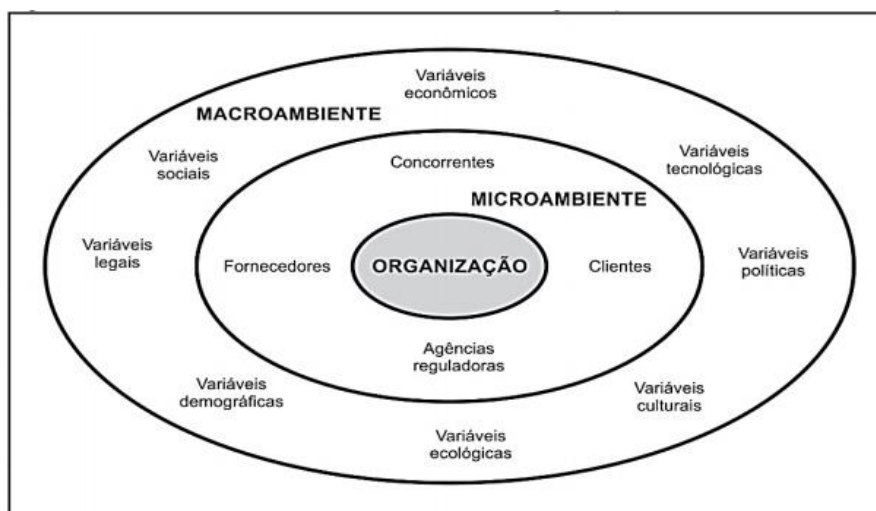 Variáveis
econômicos
MACROAMBIENTE
Variáveis
sociais
Concorrentes
Variáveis
tecnológicas
MICROAMBIENTE
Variáveis
legais
Fornecedores
ORGANIZAÇÃO
Clientes
Variáveis
políticas
Agências
reguladoras
Variáveis
demográficas
Variáveis
culturais
Variáveis
ecológicas